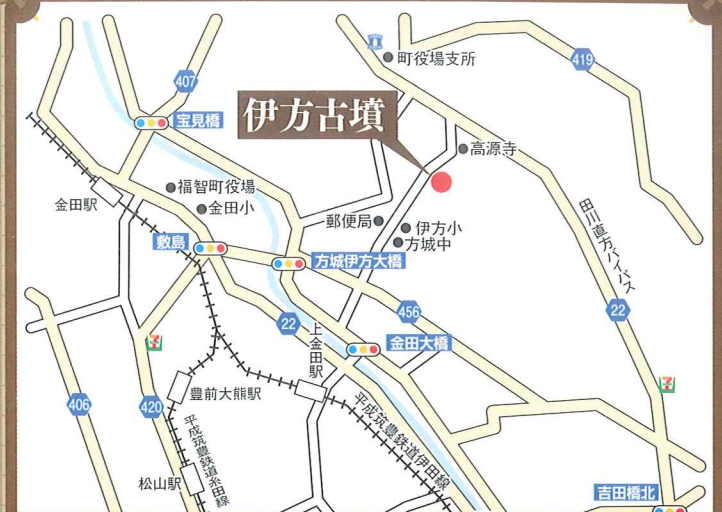 町役場支所
419
407
宝見橋
伊方古墳
高源寺
福智町役場
金田駅
金田小
郵便局
伊方小
方城中
田川直方バイパス
敷島
方城伊方大橋
22
456
22
上金田駅
金田大橋
7
7
406
420
豊前大熊駅
平成筑豊鉄道伊田線
平成筑豊鉄道糸田線
松山駅
吉田橋北